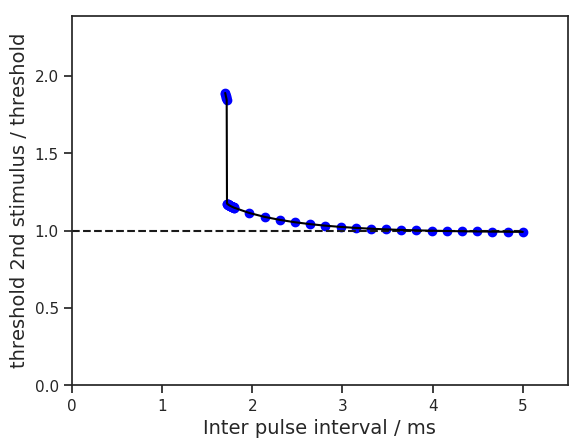 threshold 2nd stimulus / threshold
2.0
1.5
1.0
0.5
0.0
0 1 2 3 4 5
Inter pulse interval / ms